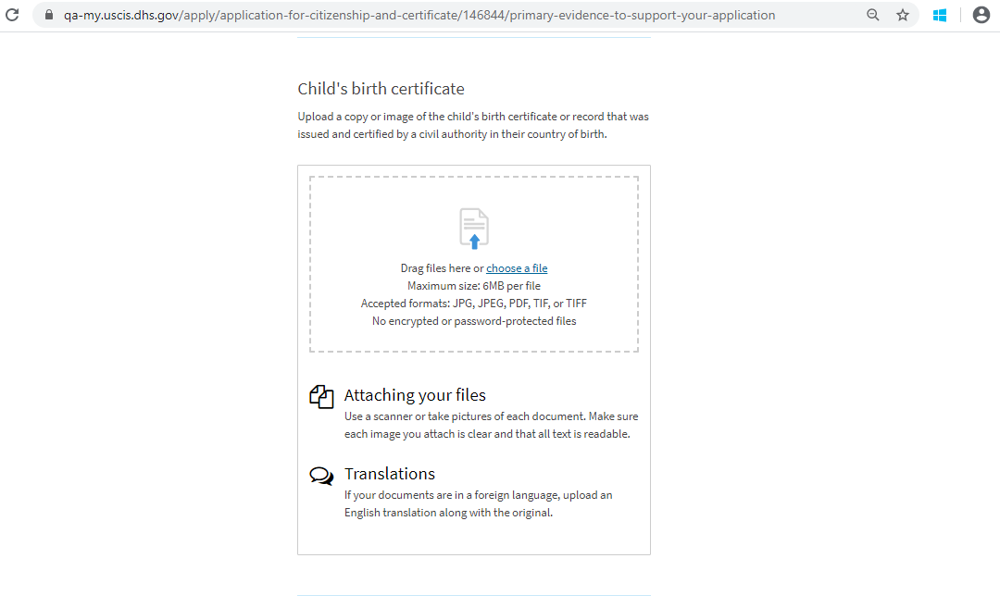 qa-my.uscis.dhs.gov/apply/application-for-citizenship-and-certificate/146844/primary-evidence-to-support-your-application
Child's birth certificate
Upload a copy or image of the child's birth certificate or record that was
issued and certified by a civil authority in their country of birth.
Drag files here or choose a file
Maximum size: 6MB per file
Accepted formats: JPG, JPEG, PDF, TIF, or TIFF
No encrypted or password-protected files
Attaching your files
Use a scanner or take pictures of each document. Make sure
each image you attach is clear and that all text is readable.
Translations
If your documents are in a foreign language, upload an
English translation along with the original.